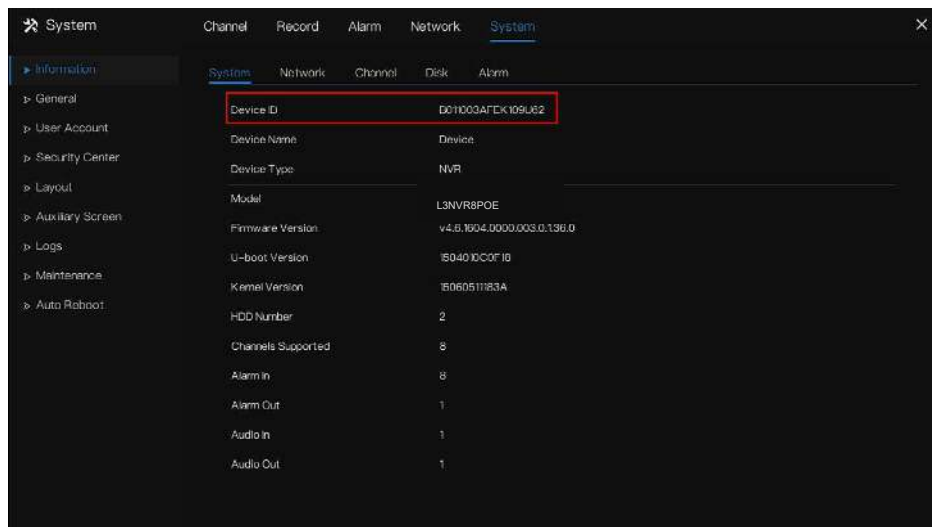 System
Channel Record Alarm Network System
Information
General
User Account
Security Center
Layout
Auxiliary Screen
Logs
Maintenance
Auto Reboot
System Network Channel Disk Alarm
Device ID
Device Name Device
Device Type NVR
Model L3NVR8POE
Firmware Version v4.6.1604.0000.003.0.1.36.0
U-boot Version
Kernel Version 15060511183A
HDD Number 2
Channels Supported 8
Alarm In 8
Alarm Out 1
Audio In 1
Audio Out 1